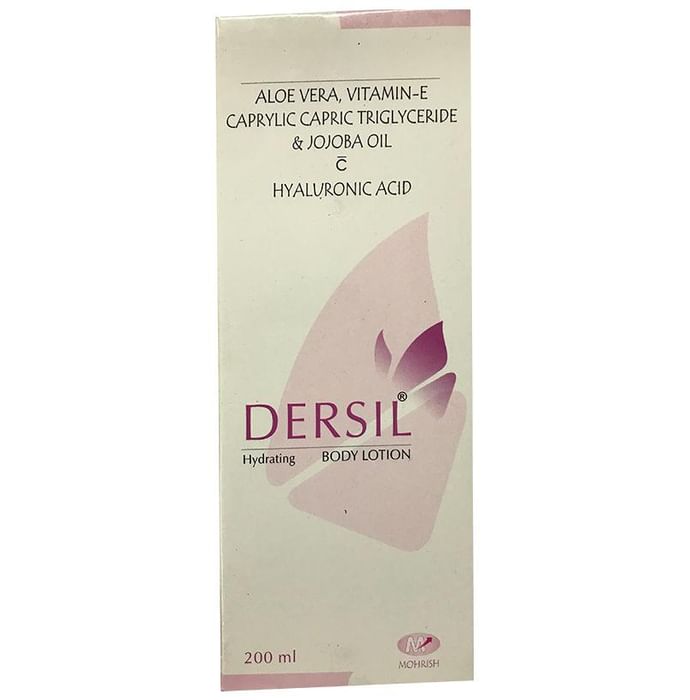 ALOE VERA, VITAMIN-E
CAPRYLIC CAPRIC TRIGLYCERIDE
& JOJOBA OIL
c̄
HYALURONIC ACID
DERSIL®
Hydrating BODY LOTION
200 ml
M
MOHRISH